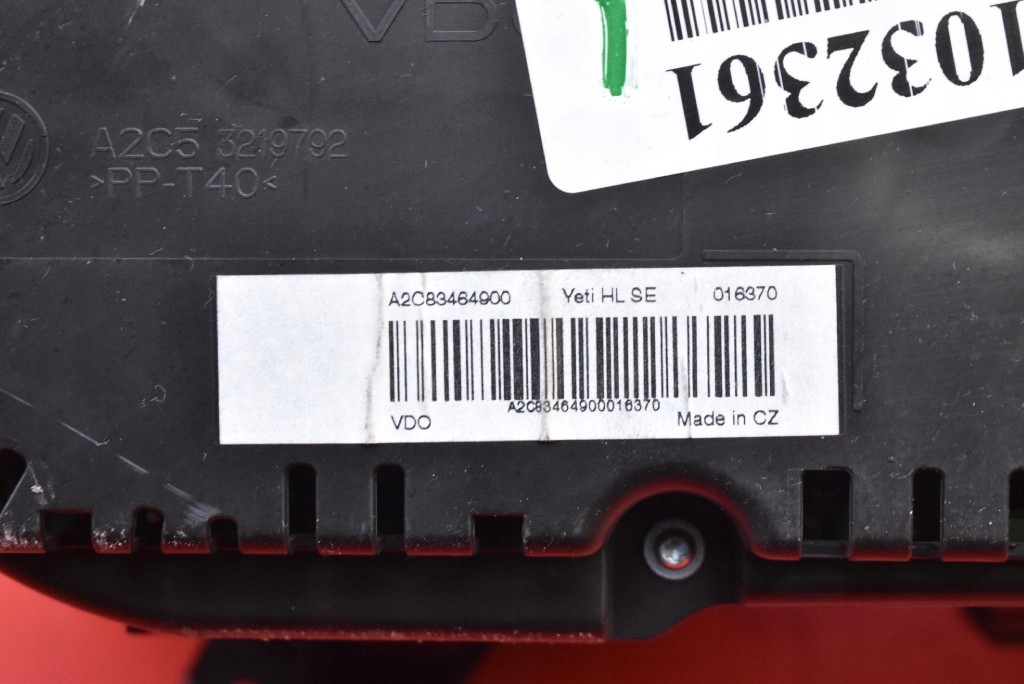 VDO
1032361
A2C5 3219792
>PP-T40<
A2C83464900 Yeti HL SE 016370
A2C83464900016370
VDO Made in CZ